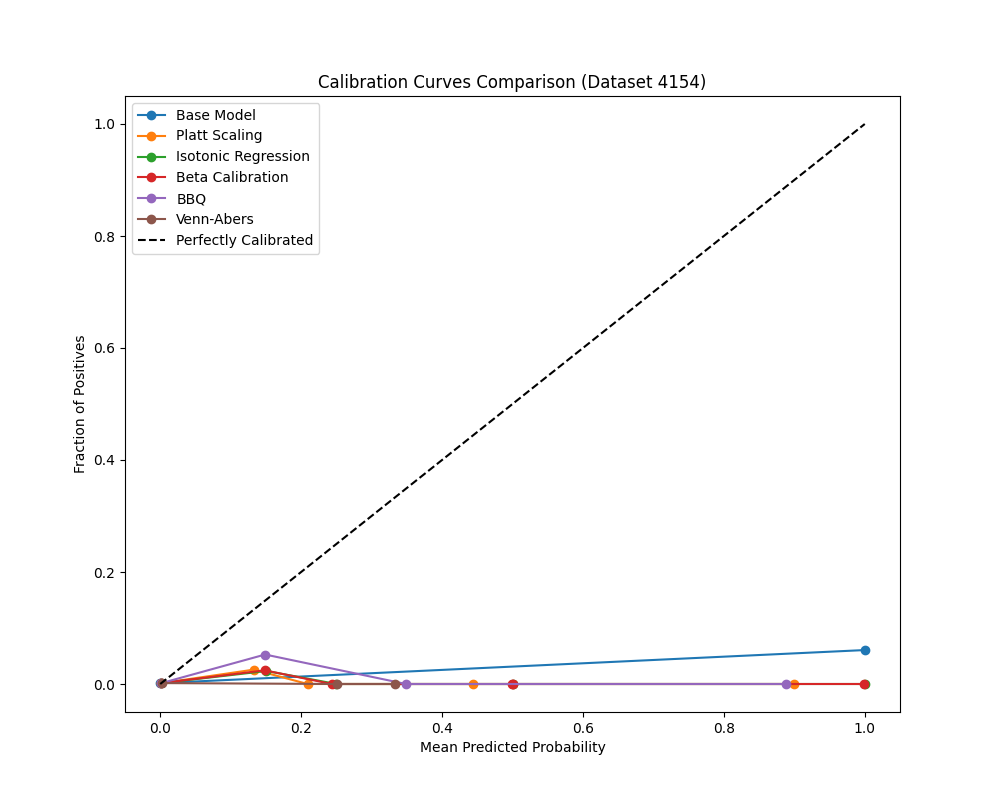 Calibration Curves Comparison (Dataset 4154)
Base Model
Platt Scaling
Isotonic Regression
Beta Calibration
BBQ
Venn-Abers
Perfectly Calibrated
Fraction of Positives
1.0
0.8
0.6
0.4
0.2
0.0
0.0 0.2 0.4 0.6 0.8 1.0
Mean Predicted Probability